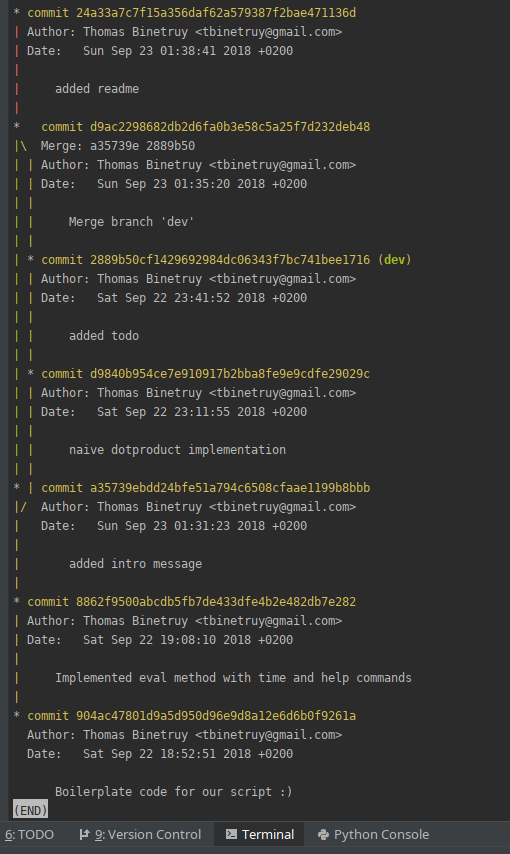 * commit 24a33a7c7f15a356daf62a579387f2bae471136d
| Author: Thomas Binetruy <tbinetruy@gmail.com>
| Date:   Sun Sep 23 01:38:41 2018 +0200
|
|     added readme
|
*   commit d9ac2298682db2d6fa0b3e58c5a25f7d232deb48
|\  Merge: a35739e 2889b50
| | Author: Thomas Binetruy <tbinetruy@gmail.com>
| | Date:   Sun Sep 23 01:35:20 2018 +0200
| |
| |     Merge branch 'dev'
| |
| * commit 2889b50cf1429692984dc06343f7bc741bee1716 (dev)
| | Author: Thomas Binetruy <tbinetruy@gmail.com>
| | Date:   Sat Sep 22 23:41:52 2018 +0200
| |
| |     added todo
| |
| * commit d9840b954ce7e910917b2bba8fe9e9cdfe29029c
| | Author: Thomas Binetruy <tbinetruy@gmail.com>
| | Date:   Sat Sep 22 23:11:55 2018 +0200
| |
| |     naive dotproduct implementation
| |
* | commit a35739ebdd24bfe51a794c6508cfaae1199b8bbb
|/  Author: Thomas Binetruy <tbinetruy@gmail.com>
|   Date:   Sun Sep 23 01:31:23 2018 +0200
|
|       added intro message
|
* commit 8862f9500abcdb5fb7de433dfe4b2e482db7e282
| Author: Thomas Binetruy <tbinetruy@gmail.com>
| Date:   Sat Sep 22 19:08:10 2018 +0200
|
|     Implemented eval method with time and help commands
|
* commit 904ac47801d9a5d950d96e9d8a12e6d6b0f9261a
  Author: Thomas Binetruy <tbinetruy@gmail.com>
  Date:   Sat Sep 22 18:52:51 2018 +0200

      Boilerplate code for our script :)
(END)
6: TODO 9: Version Control Terminal Python Console